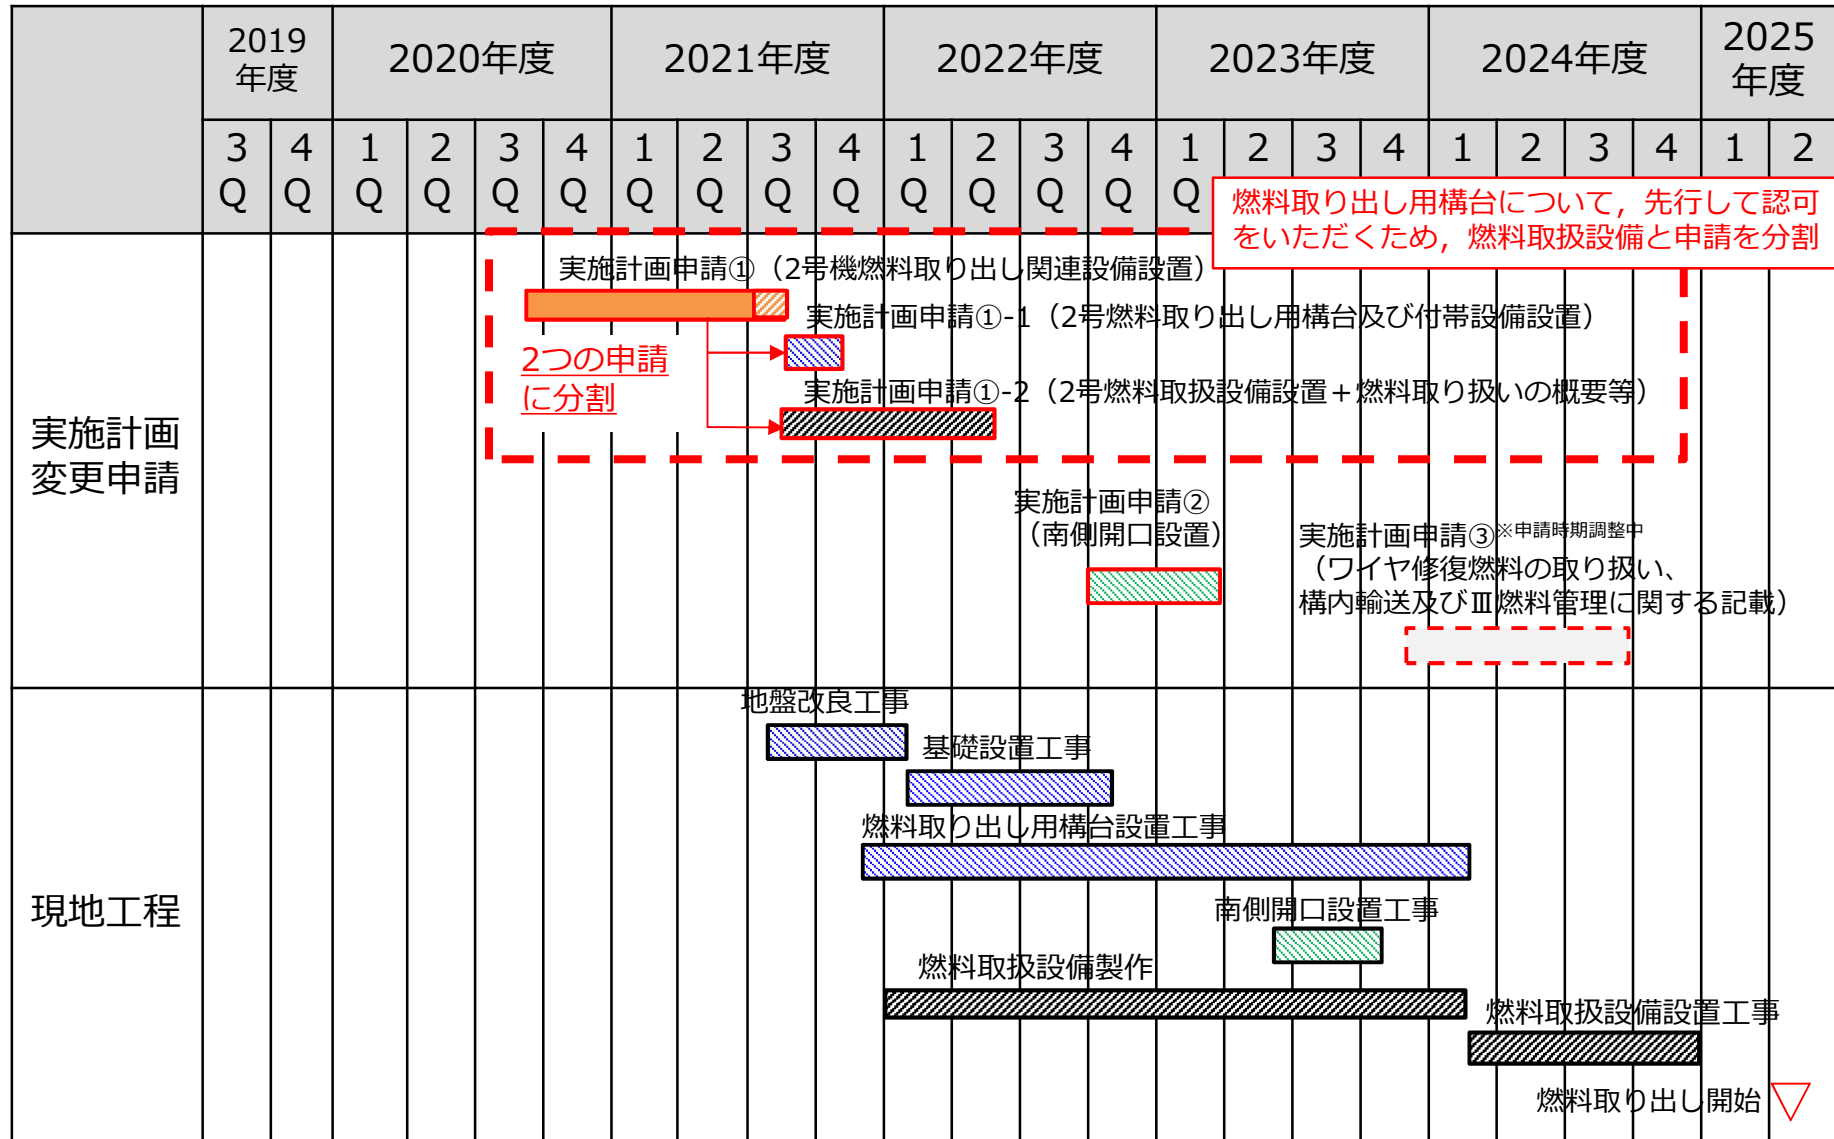 2019
年度
2020年度
2021年度
2022年度
2023年度
2024年度
2025
年度
3
Q
4
Q
1
Q
2
Q
3
Q
4
Q
1
Q
2
Q
3
Q
4
Q
1
Q
2
Q
3
Q
4
Q
1
Q
2
3
4
1
2
3
4
1
2
燃料取り出し用構台について，先行して認可
をいただくため，燃料取扱設備と申請を分割
実施計画
変更申請
実施計画申請①（2号機燃料取り出し関連設備設置）
実施計画申請①-1（2号燃料取り出し用構台及び付帯設備設置）
2つの申請
に分割
実施計画申請①-2（2号燃料取扱設備設置＋燃料取り扱いの概要等）
実施計画申請②
（南側開口設置）
実施計画申請③※申請時期調整中
（ワイヤ修復燃料の取り扱い、
構内輸送及びⅢ燃料管理に関する記載）
現地工程
地盤改良工事
基礎設置工事
燃料取り出し用構台設置工事
南側開口設置工事
燃料取扱設備製作
燃料取扱設備設置工事
燃料取り出し開始